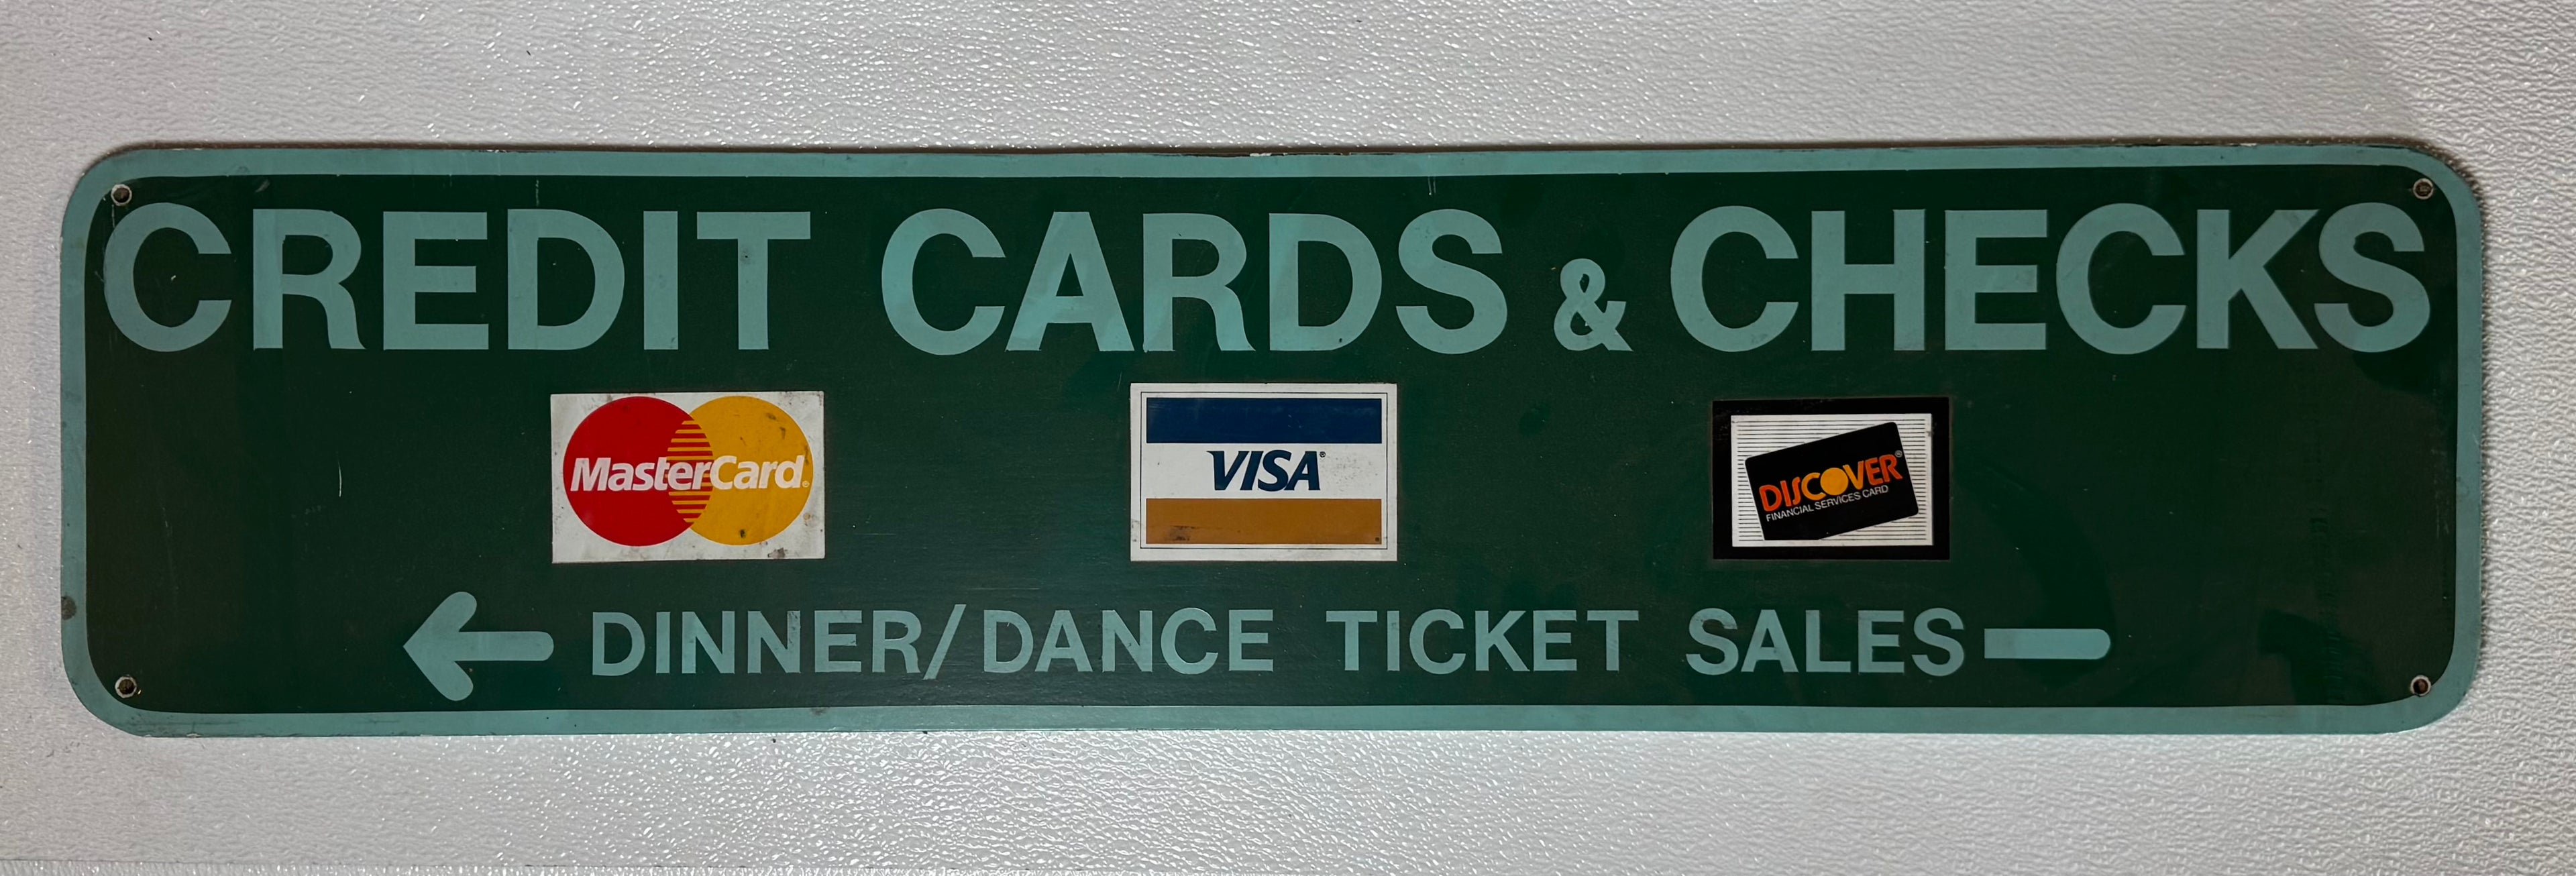 CREDIT CARDS & CHECKS
MasterCard
VISA®
DISCOVER®
FINANCIAL SERVICES CARD
← DINNER/DANCE TICKET SALES —